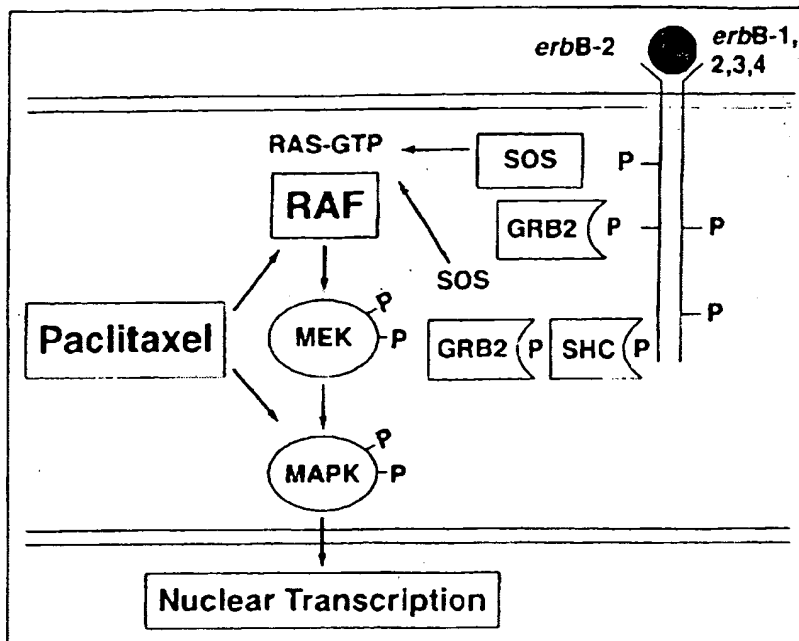 erbB-2
erbB-1,
2,3,4
RAS-GTP
SOS
P
RAF
GRB2
P
P
SOS
P
Paclitaxel
P
MEK
P
GRB2
P
SHC
P
P
MAPK
P
Nuclear Transcription